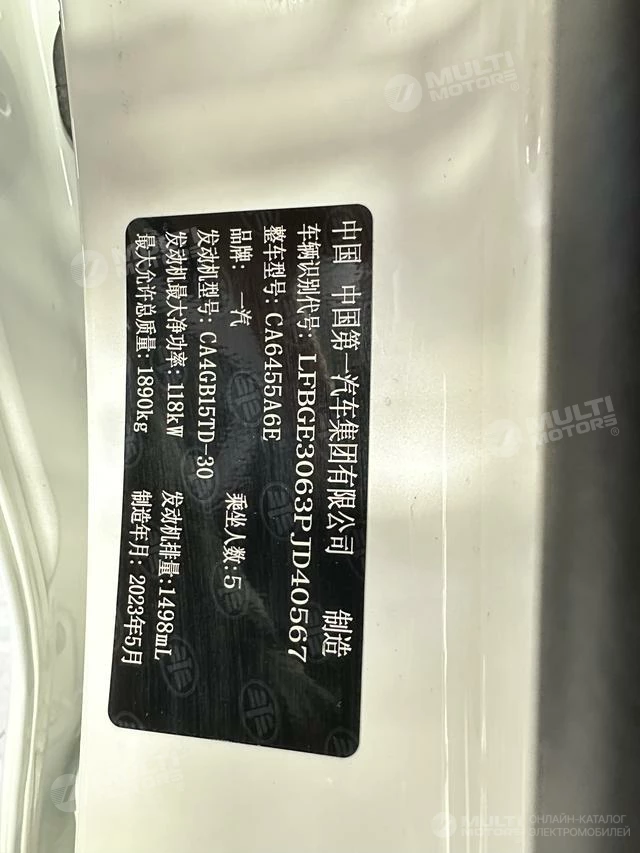 中国 中国第一汽车集团有限公司 制造
车辆识别代号: LFBGE3063PJD40567
整车型号: CA6455A6E
品牌: 一汽 乘坐人数: 5
发动机型号: CA4GB15TD-30
发动机最大净功率: 118kW 发动机排量: 1498mL
最大允许总质量: 1890kg 制造年月: 2023年5月
MULTI
MOTORS®
MULTI
MOTORS®
MULTI
MOTORS
ОНЛАЙН-КАТАЛОГ
ЭЛЕКТРОМОБИЛЕЙ